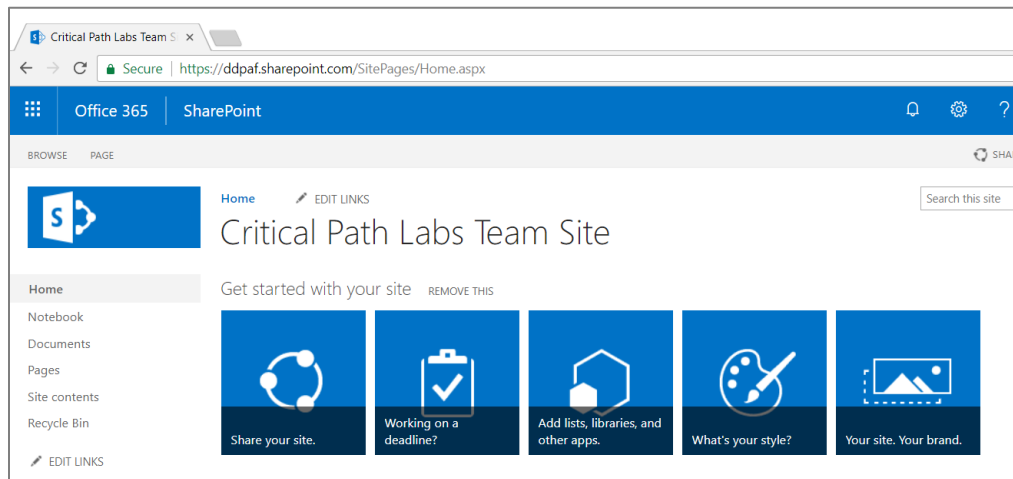 Critical Path Labs Team S
Secure | https://ddpaf.sharepoint.com/SitePages/Home.aspx
Office 365 SharePoint ?
BROWSE PAGE SHA
S
Home EDIT LINKS Search this site
Critical Path Labs Team Site
Get started with your site REMOVE THIS
Home
Notebook
Documents
Pages
Site contents
Recycle Bin
EDIT LINKS
Share your site.
Working on a
deadline?
Add lists, libraries, and
other apps.
What's your style?
Your site. Your brand.